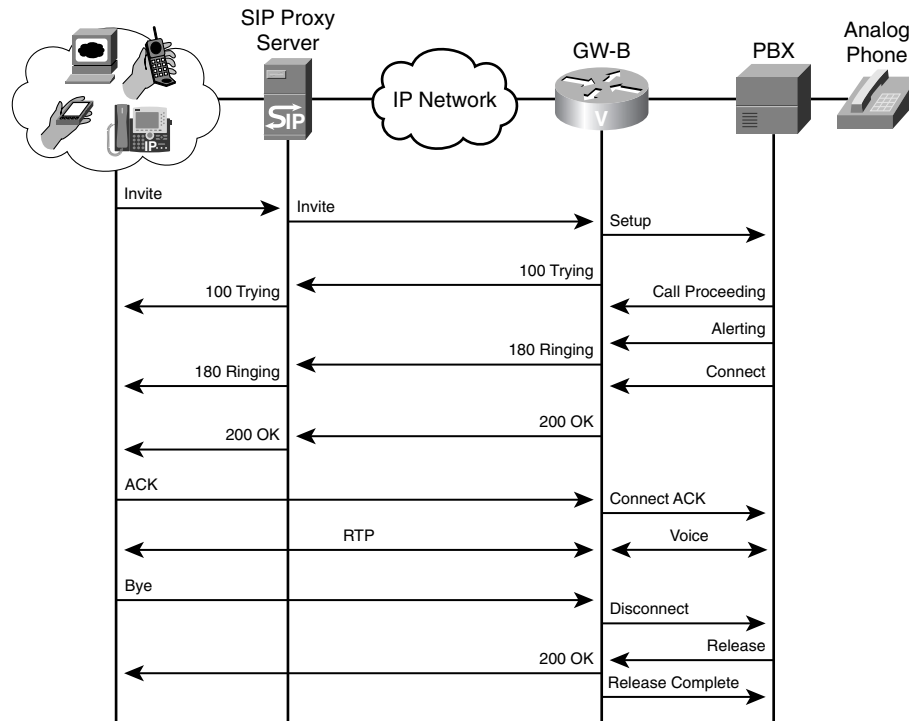 SIP Proxy
Server
GW-B
PBX
Analog
Phone
IP
SIP
IP Network
V
Invite
Invite
Setup
100 Trying
100 Trying
Call Proceeding
Alerting
180 Ringing
180 Ringing
Connect
200 OK
200 OK
ACK
Connect ACK
RTP
Voice
Bye
Disconnect
Release
200 OK
Release Complete